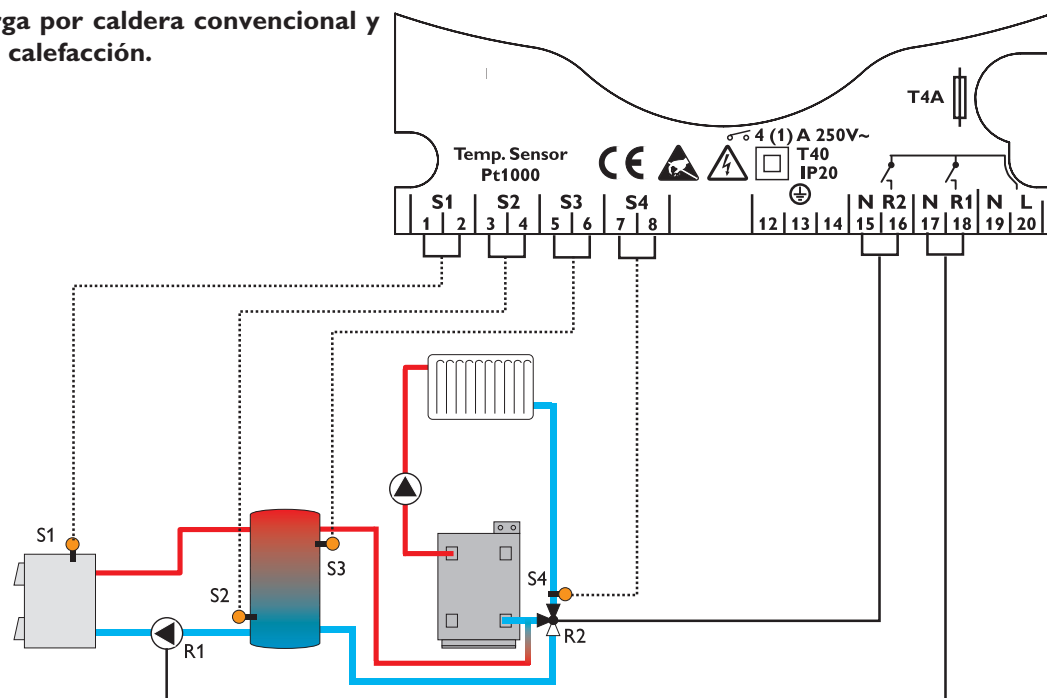 rga por caldera convencional y
calefacción.
T4A
4 (1) A 250V~
Temp. Sensor
Pt1000
CE
T40
IP20
S1 S2 S3 S4 N R2 N R1 N L
1 2 3 4 5 6 7 8 12 13 14 15 16 17 18 19 20
S1
S3
S2
S4
R1
R2